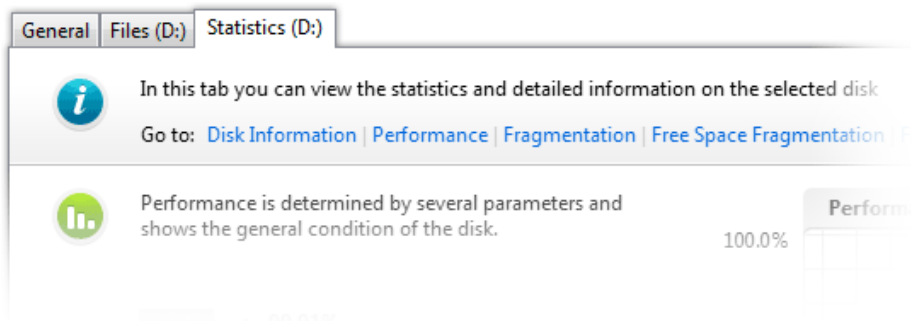 General Files (D:) Statistics (D:)
In this tab you can view the statistics and detailed information on the selected disk
Go to: Disk Information | Performance | Fragmentation | Free Space Fragmentation
Performance is determined by several parameters and
shows the general condition of the disk.
100.0%